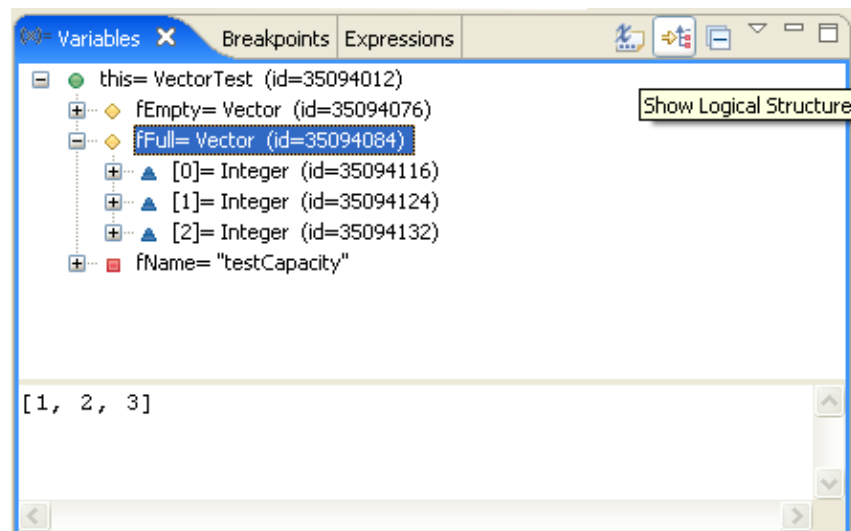 (x)= Variables Breakpoints Expressions
this= VectorTest (id=35094012)
Show Logical Structure
fEmpty= Vector (id=35094076)
fFull= Vector (id=35094084)
[0]= Integer (id=35094116)
[1]= Integer (id=35094124)
[2]= Integer (id=35094132)
fName= "testCapacity"
[1, 2, 3]